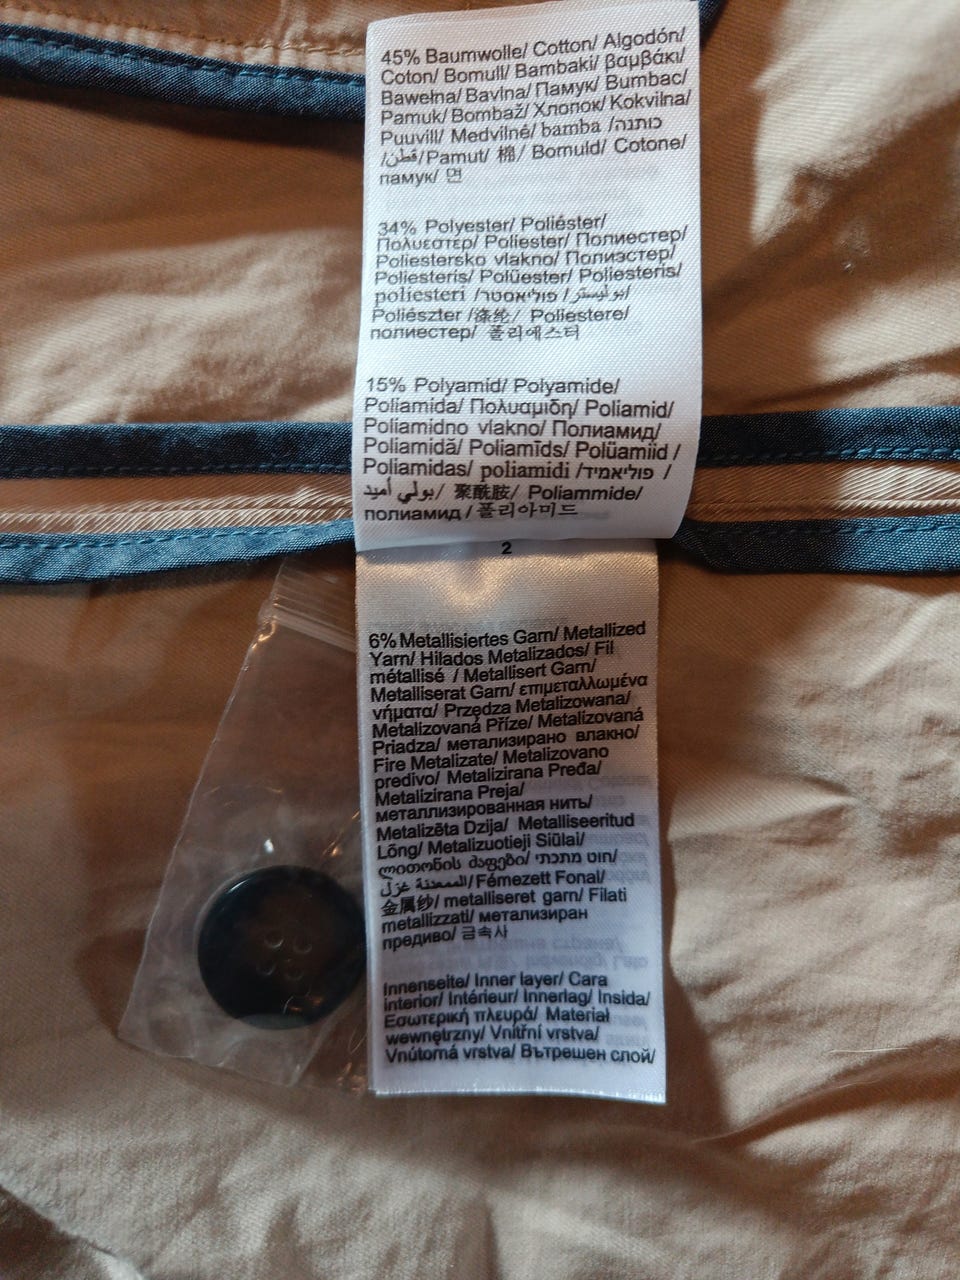 45% Baumwolle/ Cotton/ Algodón/
Coton/ Bomull/ Bambaki/ βαμβάκι/
Bawełna/ Bavlna/ Памук/ Bumbac/
Pamuk/ Bombaž/ Хлопок/ Kokvilna/
Puuvill/ Medvilnė/ bamba /כותנה/
/قطن/Pamut/ 棉/ Bomuld/ Cotone/
памук/ 면
34% Polyester/ Poliéster/
Πολυεστερ/ Poliester/ Полиестер/
Poliestersko vlakno/ Полиэстер/
Poliesteris/ Polüester/ Poliesteris/
poliesteri /פוליאסטר/ بوليستر/
Poliészter /涤纶/ Poliestere/
полиестер/ 폴리에스터
15% Polyamid/ Polyamide/
Poliamida/ Πολυαμιδη/ Poliamid/
Poliamidno vlakno/ Полиамид/
Poliamidă/ Poliamīds/ Polüamiid /
Poliamidas/ poliamidi /פוליאמיד /
بولي أميد/ 聚酰胺/ Poliammide/
полиамид / 폴리아미드
2
6% Metallisiertes Garn/ Metallized
Yarn/ Hilados Metalizados/ Fil
métallisé / Metallisert Garn/
Metalliserat Garn/ επιμεταλλωμένα
νήματα/ Przędza Metalizowana/
Metalizovaná Příze/ Metalizovaná
Priadza/ метализирано влакно/
Fire Metalizate/ Metalizovano
predivo/ Metalizirana Pređa/
Metalizirana Preja/
металлизированная нить/
Metalizēta Dzija/ Metalliseeritud
Lõng/ Metalizuotieji Siūlai/
ლითონის ძაფები/ חוט מתכתי/
الممعدنة غزل/Fémezett Fonal/
金属纱/ metalliseret garn/ Filati
metallizzati/ метализиран
предиво/ 금속사
Innenseite/ Inner layer/ Cara
interior/ Intérieur/ Innerlag/ Insida/
Εσωτερική πλευρά/ Materiał
wewnętrzny/ Vnitřní vrstva/
Vnútorná vrstva/ Вътрешен слой/